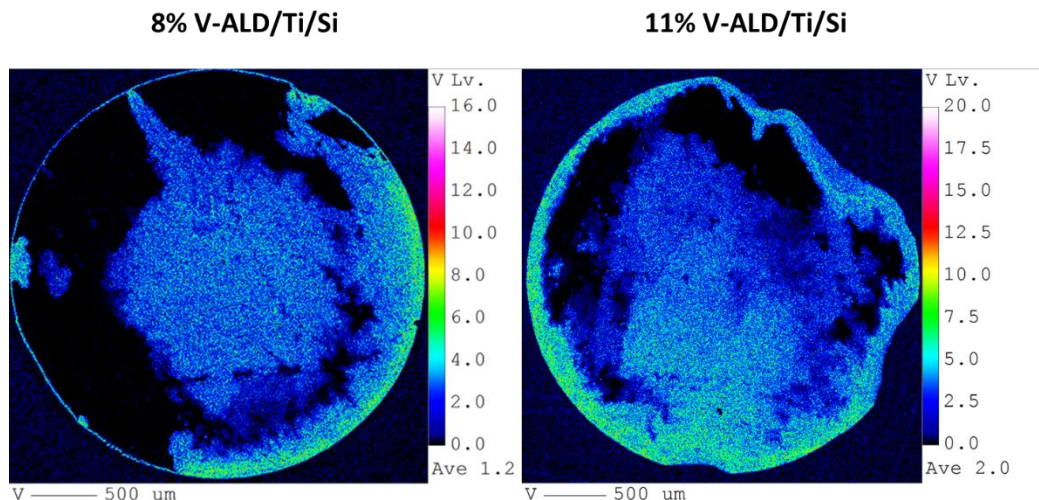 8% V-ALD/Ti/Si
V Lv.
16.0
14.0
12.0
10.0
8.0
6.0
4.0
2.0
0.0
Ave 1.2
V 500 um
11% V-ALD/Ti/Si
V Lv.
20.0
17.5
15.0
12.5
10.0
7.5
5.0
2.5
0.0
Ave 2.0
V 500 um